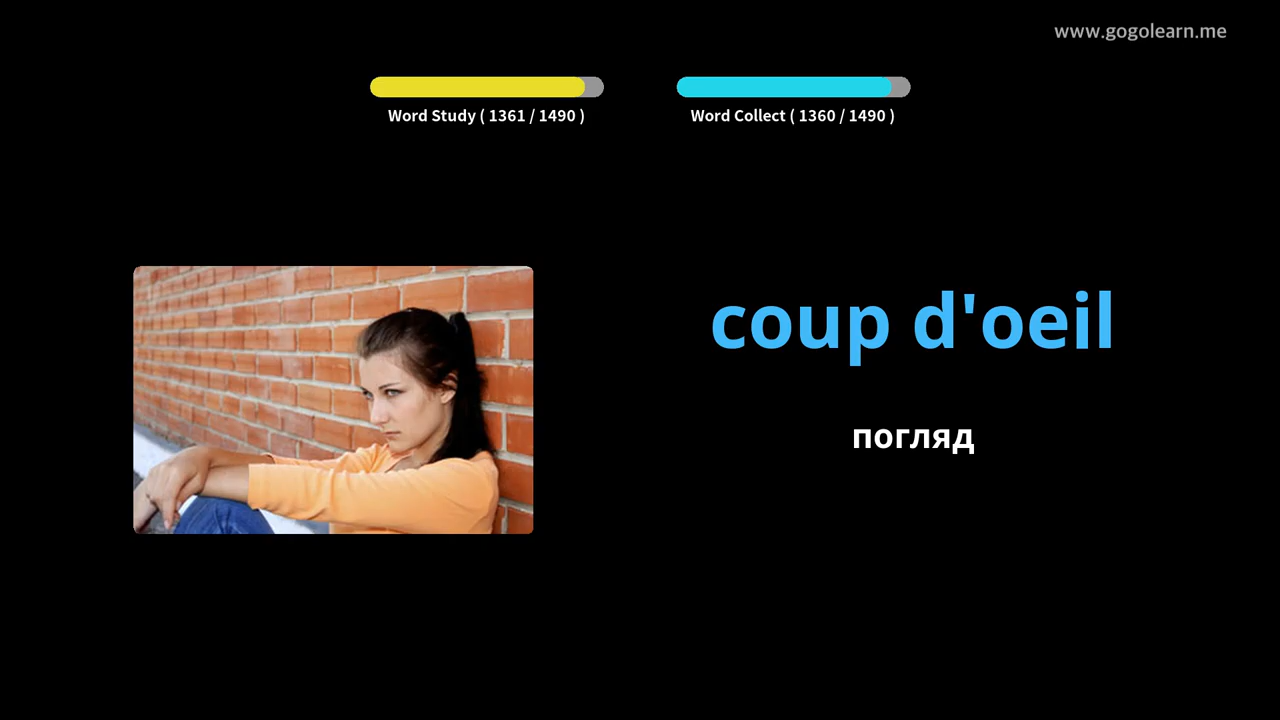 www.gogolearn.me
Word Study ( 1361 / 1490 )
Word Collect ( 1360 / 1490 )
coup d'oeil
погляд